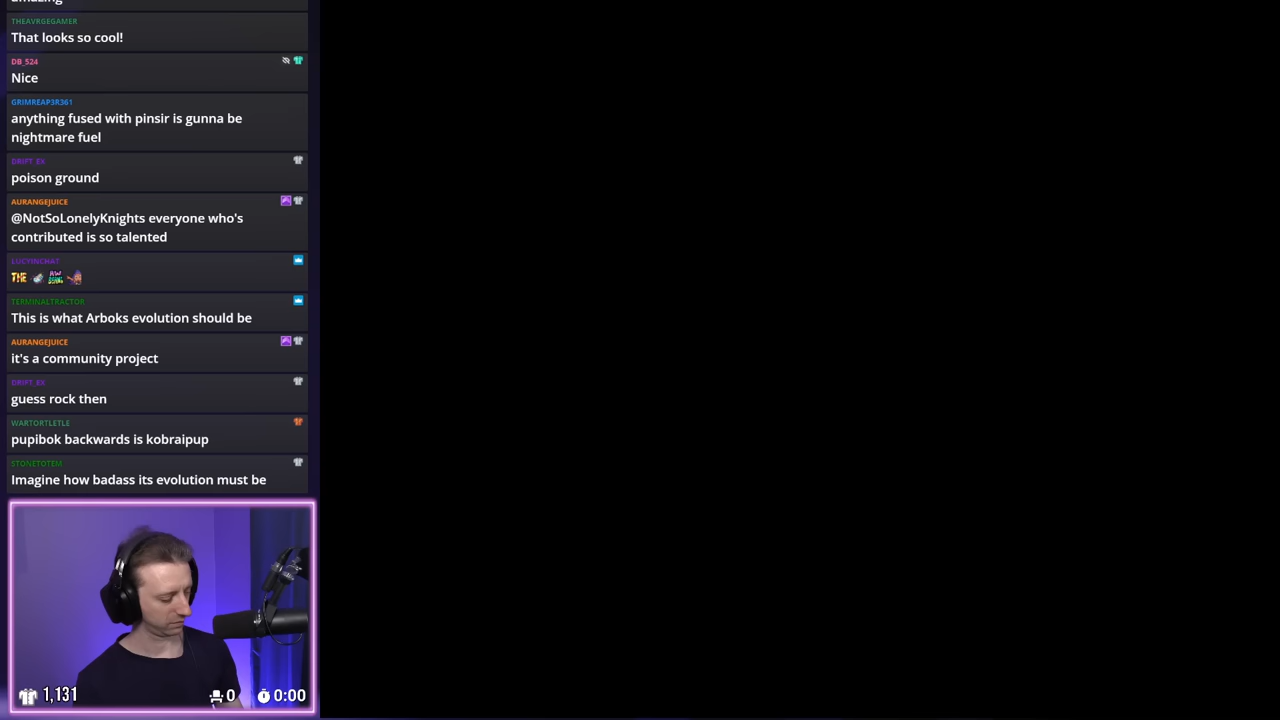 THEAVRGEGAMER
That looks so cool!
DB_524
Nice
GRIMREAP3R361
anything fused with pinsir is gunna be
nightmare fuel
DRIFT_EX
poison ground
AURANGEJUICE
@NotSoLonelyKnights everyone who's
contributed is so talented
LUCYINCHAT
THE
TERMINALTRACTOR
This is what Arboks evolution should be
AURANGEJUICE
it's a community project
DRIFT_EX
guess rock then
WARTORTLETLE
pupibok backwards is kobraipup
STONETOTEM
Imagine how badass its evolution must be
1,131
0
0:00